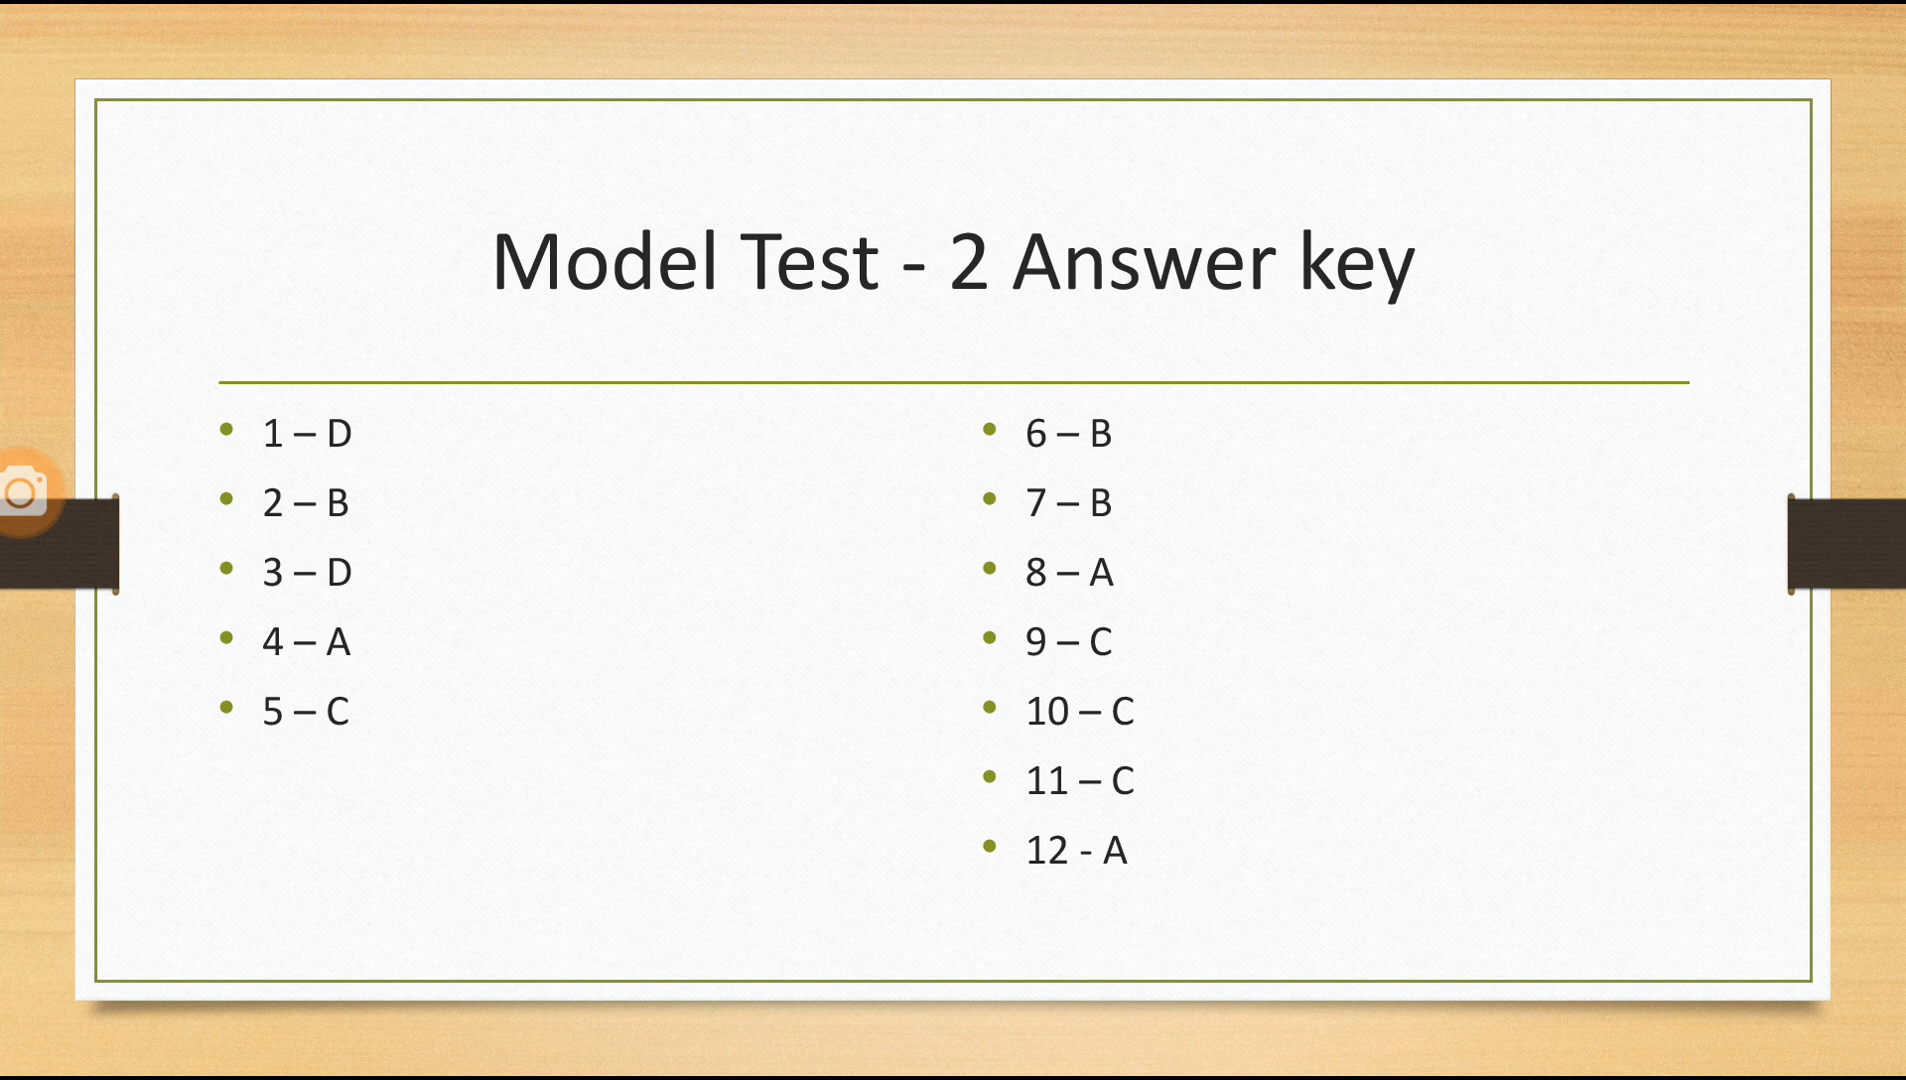 Model Test - 2 Answer key
1 – D
2 – B
3 – D
4 – A
5 – C
6 – B
7 – B
8 – A
9 – C
10 – C
11 – C
12 - A